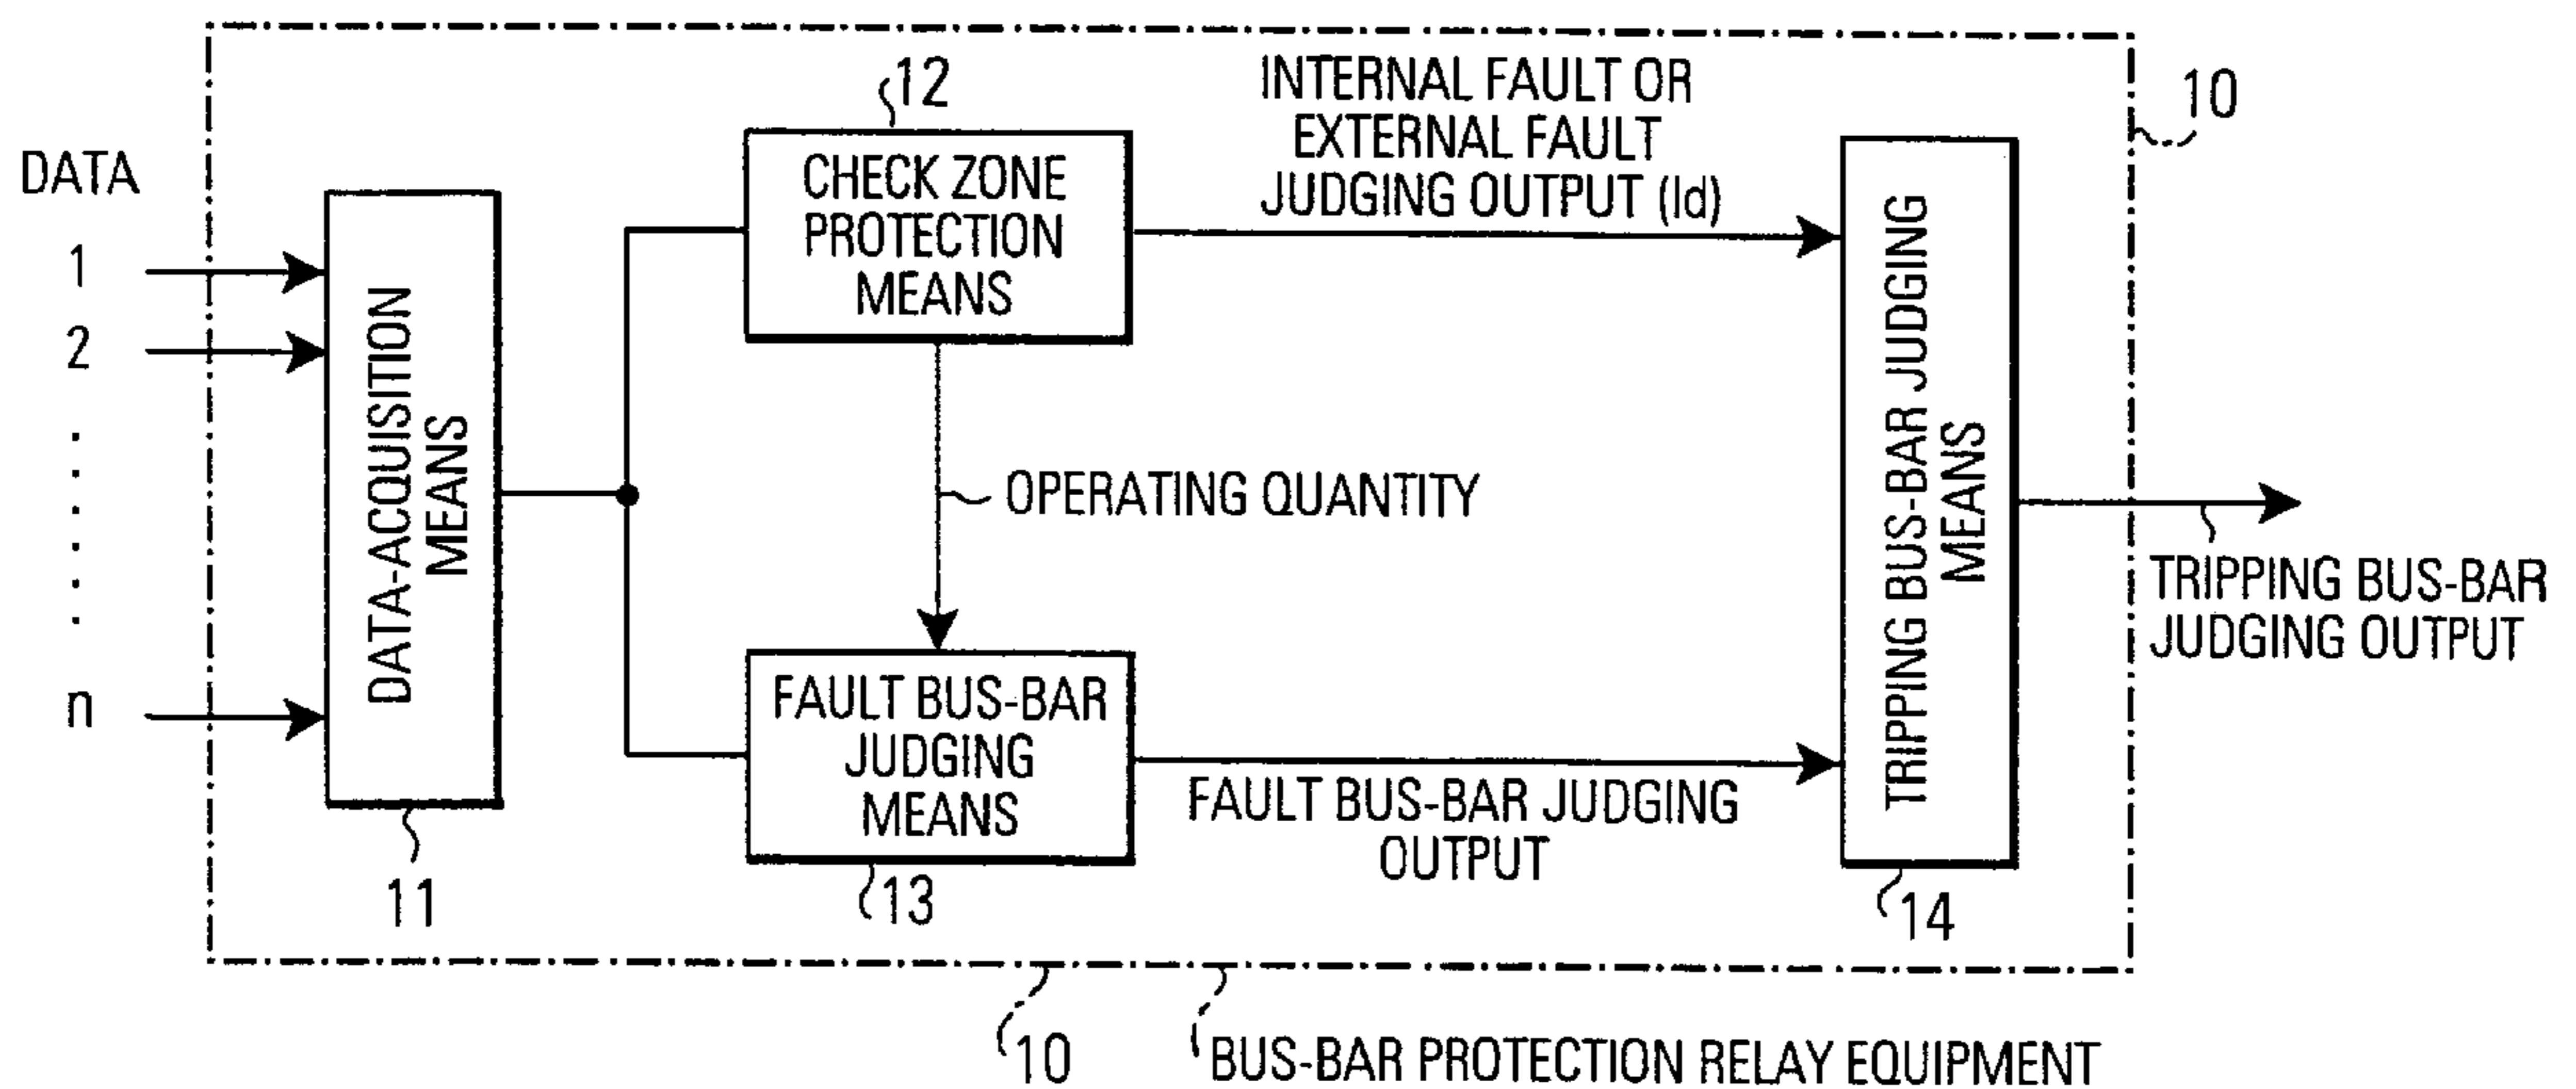 DATA
1
2
n
DATA-ACQUISITION
MEANS
11
12
CHECK ZONE
PROTECTION
MEANS
INTERNAL FAULT OR
EXTERNAL FAULT
JUDGING OUTPUT (Id)
10
OPERATING QUANTITY
FAULT BUS-BAR
JUDGING
MEANS
13
FAULT BUS-BAR JUDGING
OUTPUT
TRIPPING BUS-BAR JUDGING
MEANS
14
TRIPPING BUS-BAR
JUDGING OUTPUT
10
BUS-BAR PROTECTION RELAY EQUIPMENT